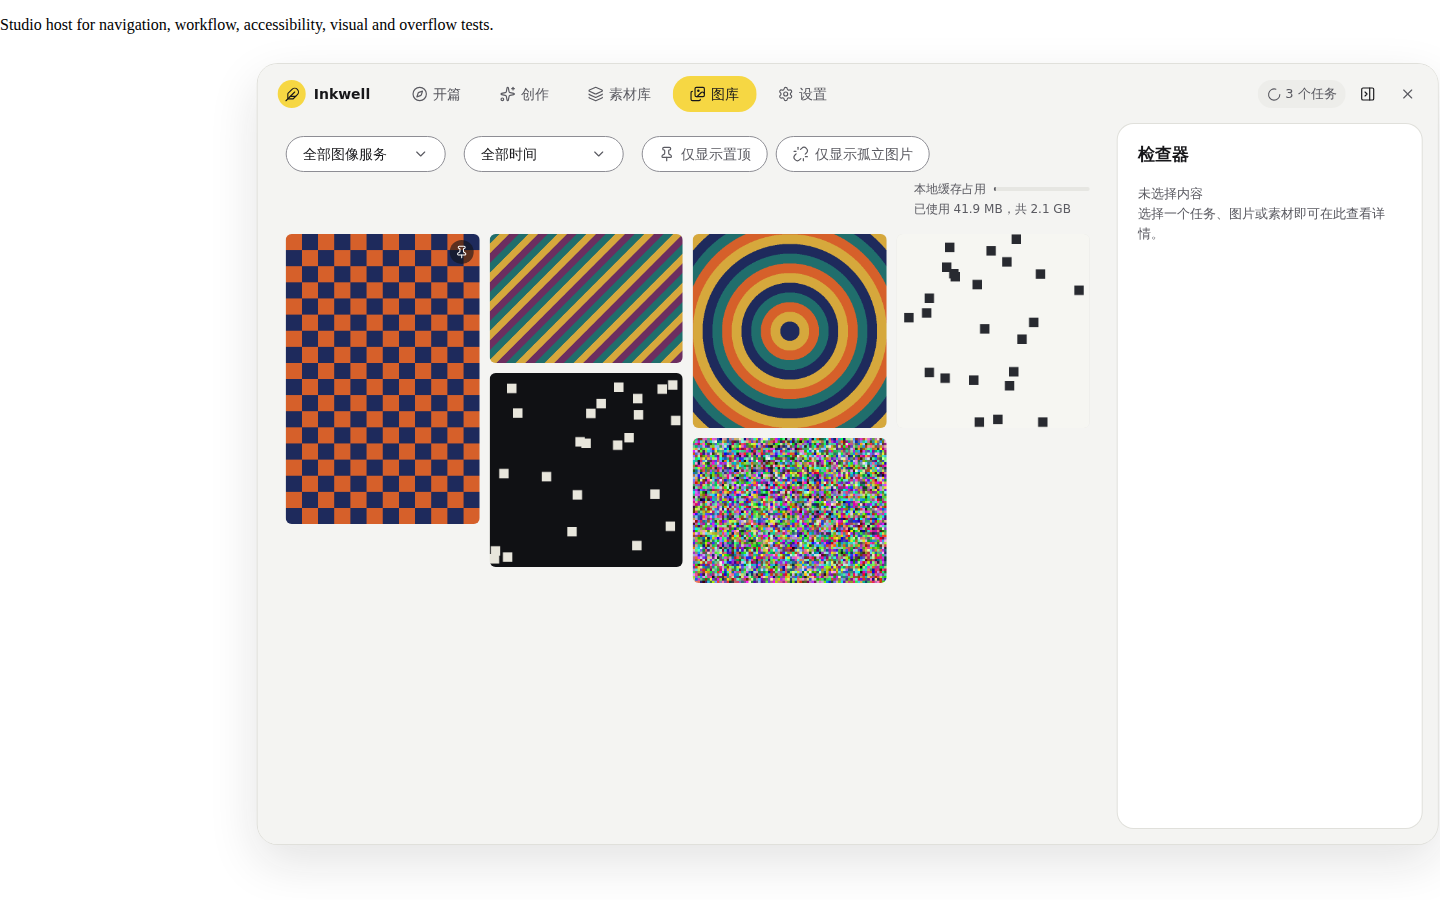 Studio host for navigation, workflow, accessibility, visual and overflow tests.
Inkwell
开篇
创作
素材库
图库
设置
3 个任务
全部图像服务
全部时间
仅显示置顶
仅显示孤立图片
本地缓存占用
已使用 41.9 MB，共 2.1 GB
检查器
未选择内容
选择一个任务、图片或素材即可在此查看详
情。